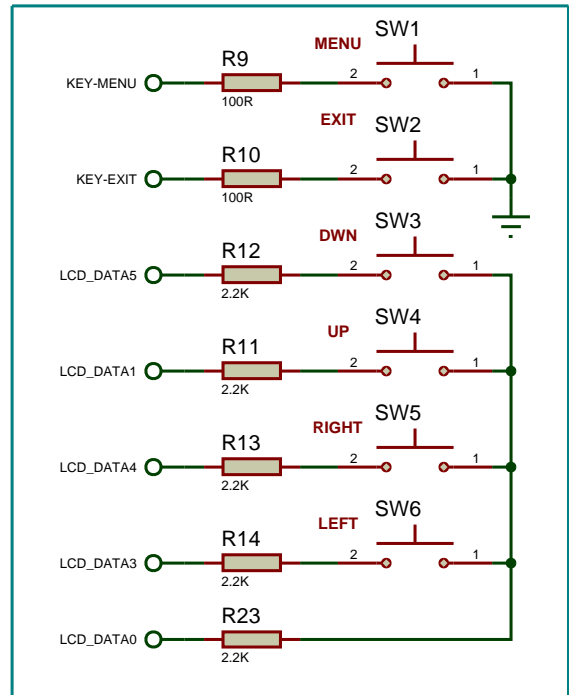 SW1
MENU
R9
KEY-MENU
2
1
100R
EXIT
SW2
R10
KEY-EXIT
2
1
100R
DWN
SW3
R12
LCD_DATA5
2
1
2.2K
SW4
UP
R11
LCD_DATA1
2
1
2.2K
SW5
RIGHT
R13
LCD_DATA4
2
1
2.2K
SW6
LEFT
R14
LCD_DATA3
2
1
2.2K
R23
LCD_DATA0
2.2K